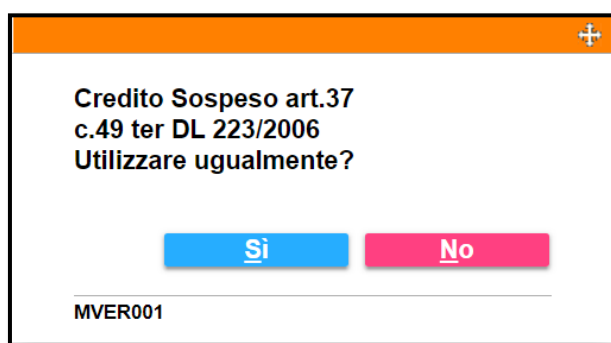 Credito Sospeso art.37
c.49 ter DL 223/2006
Utilizzare ugualmente?
Sì
No
MVER001